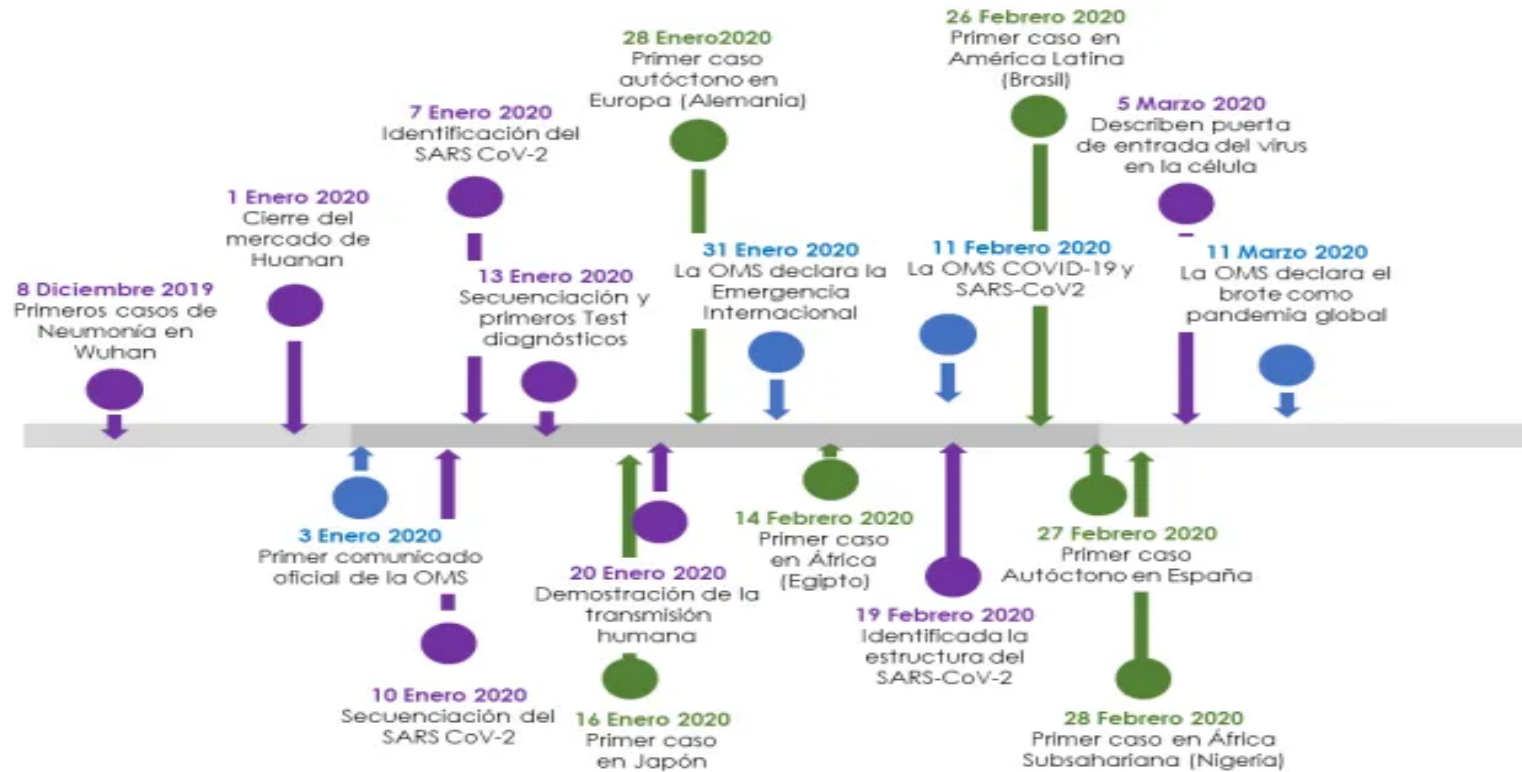 8 Diciembre 2019
Primeros casos de
Neumonía en
Wuhan
1 Enero 2020
Cierre del
mercado de
Huanan
7 Enero 2020
Identificación del
SARS CoV-2
13 Enero 2020
Secuenciación y
primeros Test
diagnósticos
28 Enero2020
Primer caso
autóctono en
Europa (Alemania)
31 Enero 2020
La OMS declara la
Emergencia
Internacional
11 Febrero 2020
La OMS COVID-19 y
SARS-CoV2
26 Febrero 2020
Primer caso en
América Latina
(Brasil)
5 Marzo 2020
Describen puerta
de entrada del virus
en la célula
11 Marzo 2020
La OMS declara el
brote como
pandemia global
3 Enero 2020
Primer comunicado
oficial de la OMS
10 Enero 2020
Secuenciación del
SARS CoV-2
20 Enero 2020
Demostración de la
transmisión
humana
16 Enero 2020
Primer caso
en Japón
14 Febrero 2020
Primer caso
en África
(Egipto)
19 Febrero 2020
Identificada la
estructura del
SARS-CoV-2
27 Febrero 2020
Primer caso
Autóctono en España
28 Febrero 2020
Primer caso en África
Subsahariana (Nigeria)